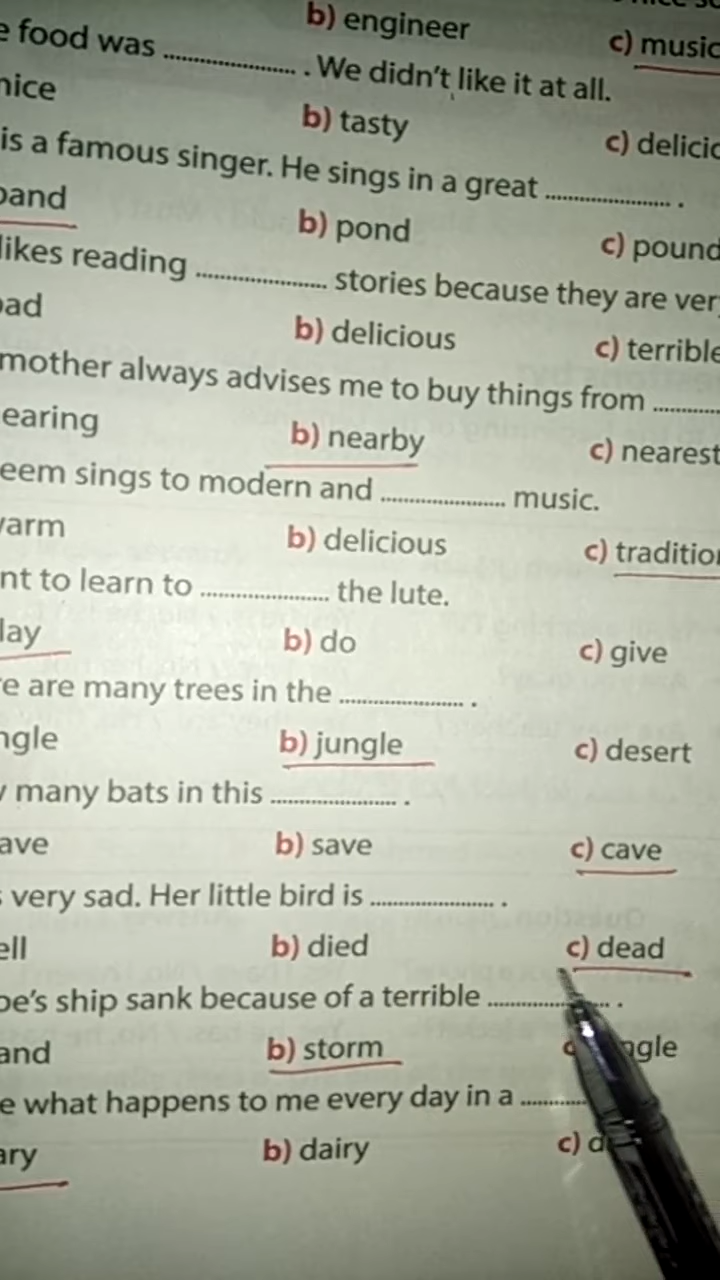 b) engineer c) music
food was .................... . We didn't like it at all.
nice b) tasty c) delicio
is a famous singer. He sings in a great .................... .
band b) pond c) pound
likes reading .................... stories because they are very
bad b) delicious c) terrible
mother always advises me to buy things from ..........
earing b) nearby c) nearest
eem sings to modern and .................... music.
warm b) delicious c) tradition
nt to learn to .................... the lute.
lay b) do c) give
e are many trees in the .................... .
ngle b) jungle c) desert
many bats in this .................... .
ave b) save c) cave
very sad. Her little bird is .................... .
ell b) died c) dead
oe's ship sank because of a terrible .................... .
and b) storm ngle
e what happens to me every day in a ..........
ary b) dairy c) d